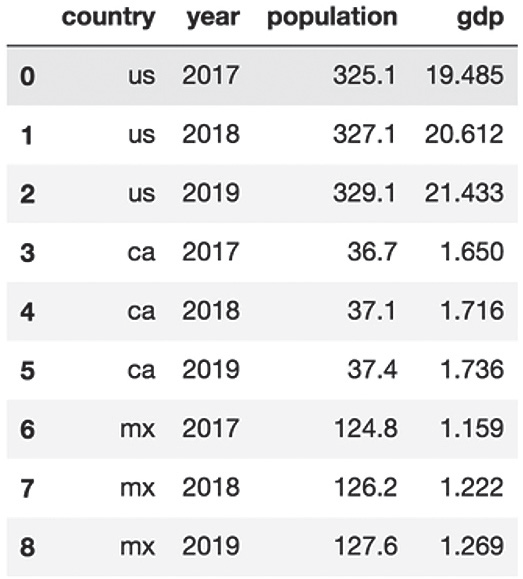 country year population gdp
0 us 2017 325.1 19.485
1 us 2018 327.1 20.612
2 us 2019 329.1 21.433
3 ca 2017 36.7 1.650
4 ca 2018 37.1 1.716
5 ca 2019 37.4 1.736
6 mx 2017 124.8 1.159
7 mx 2018 126.2 1.222
8 mx 2019 127.6 1.269